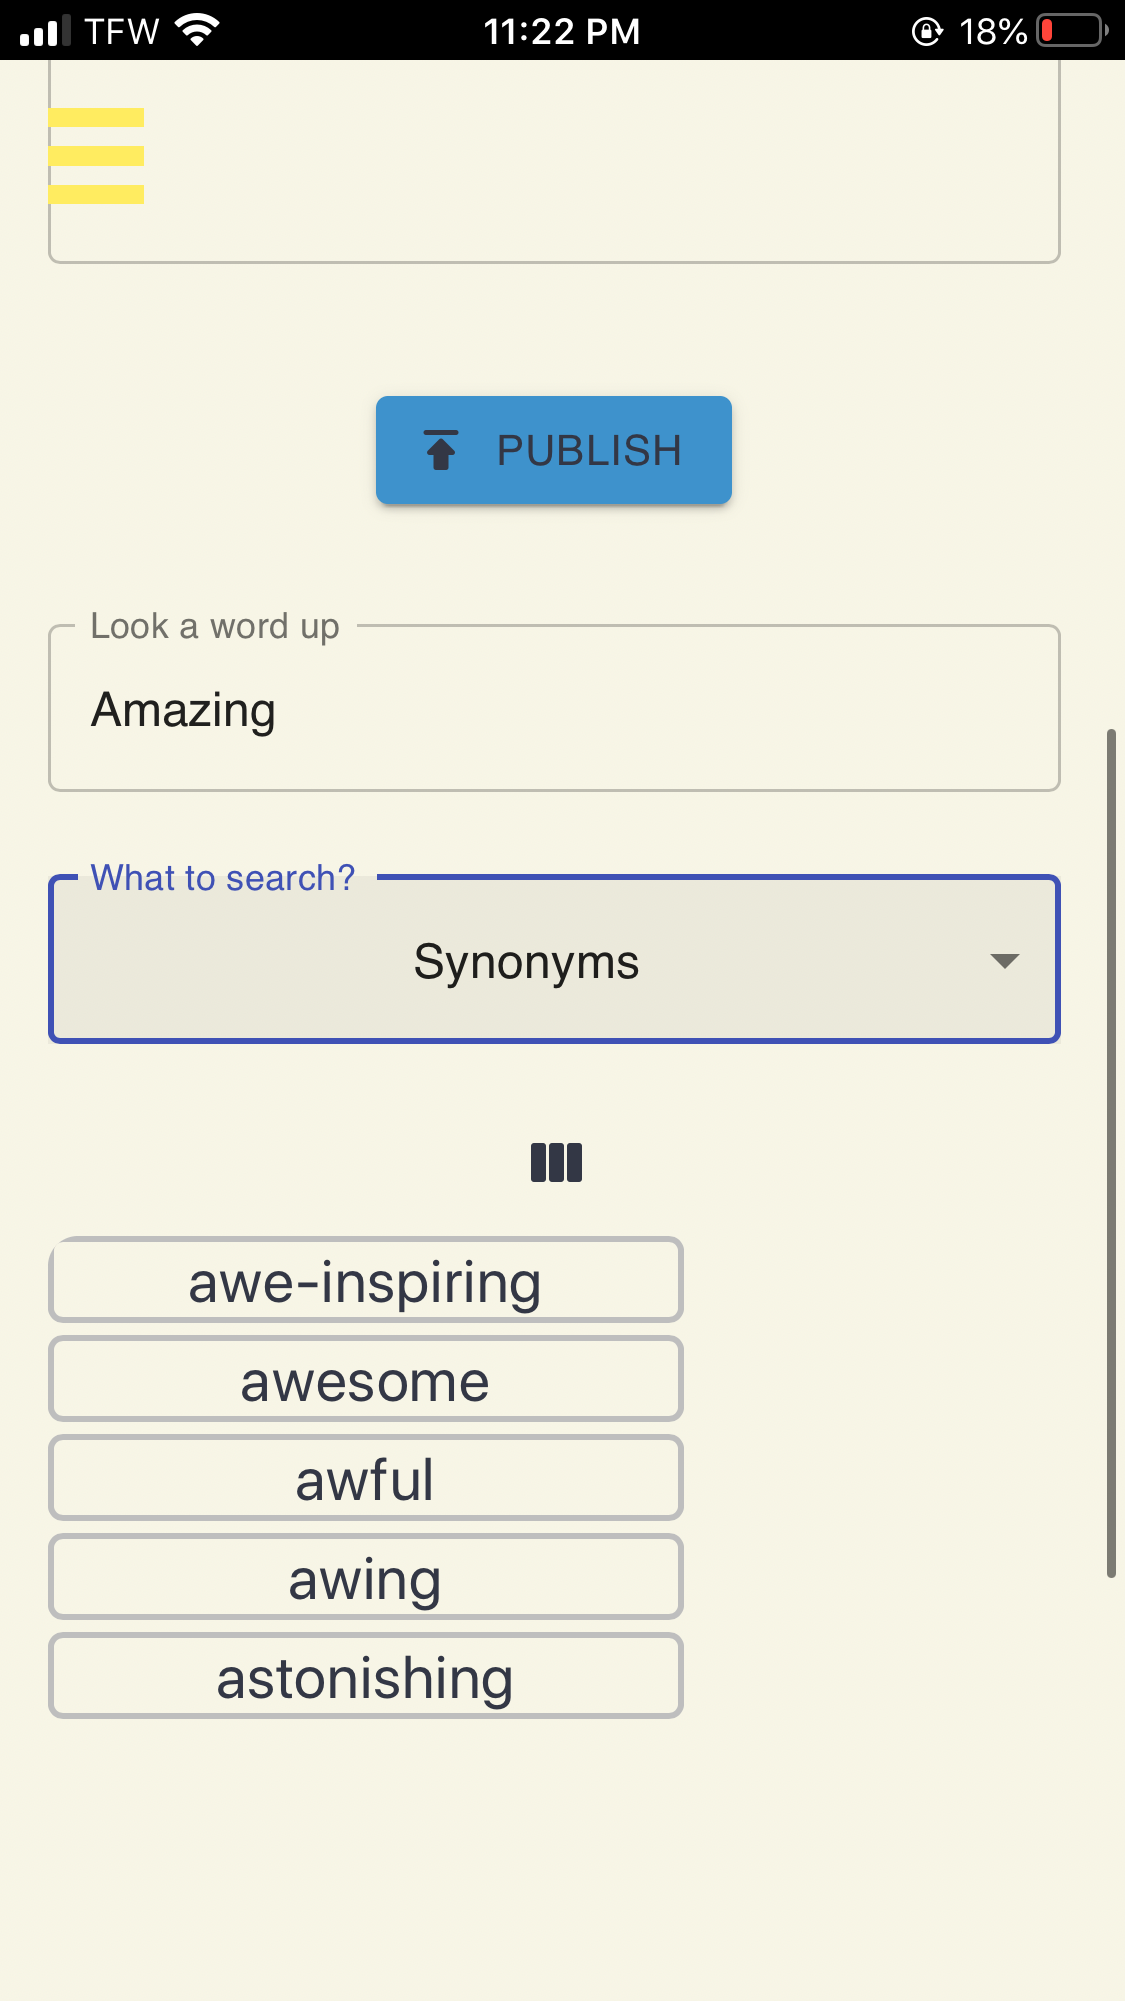 TFW 11:22 PM 18%
PUBLISH
Look a word up
Amazing
What to search?
Synonyms
awe-inspiring
awesome
awful
awing
astonishing